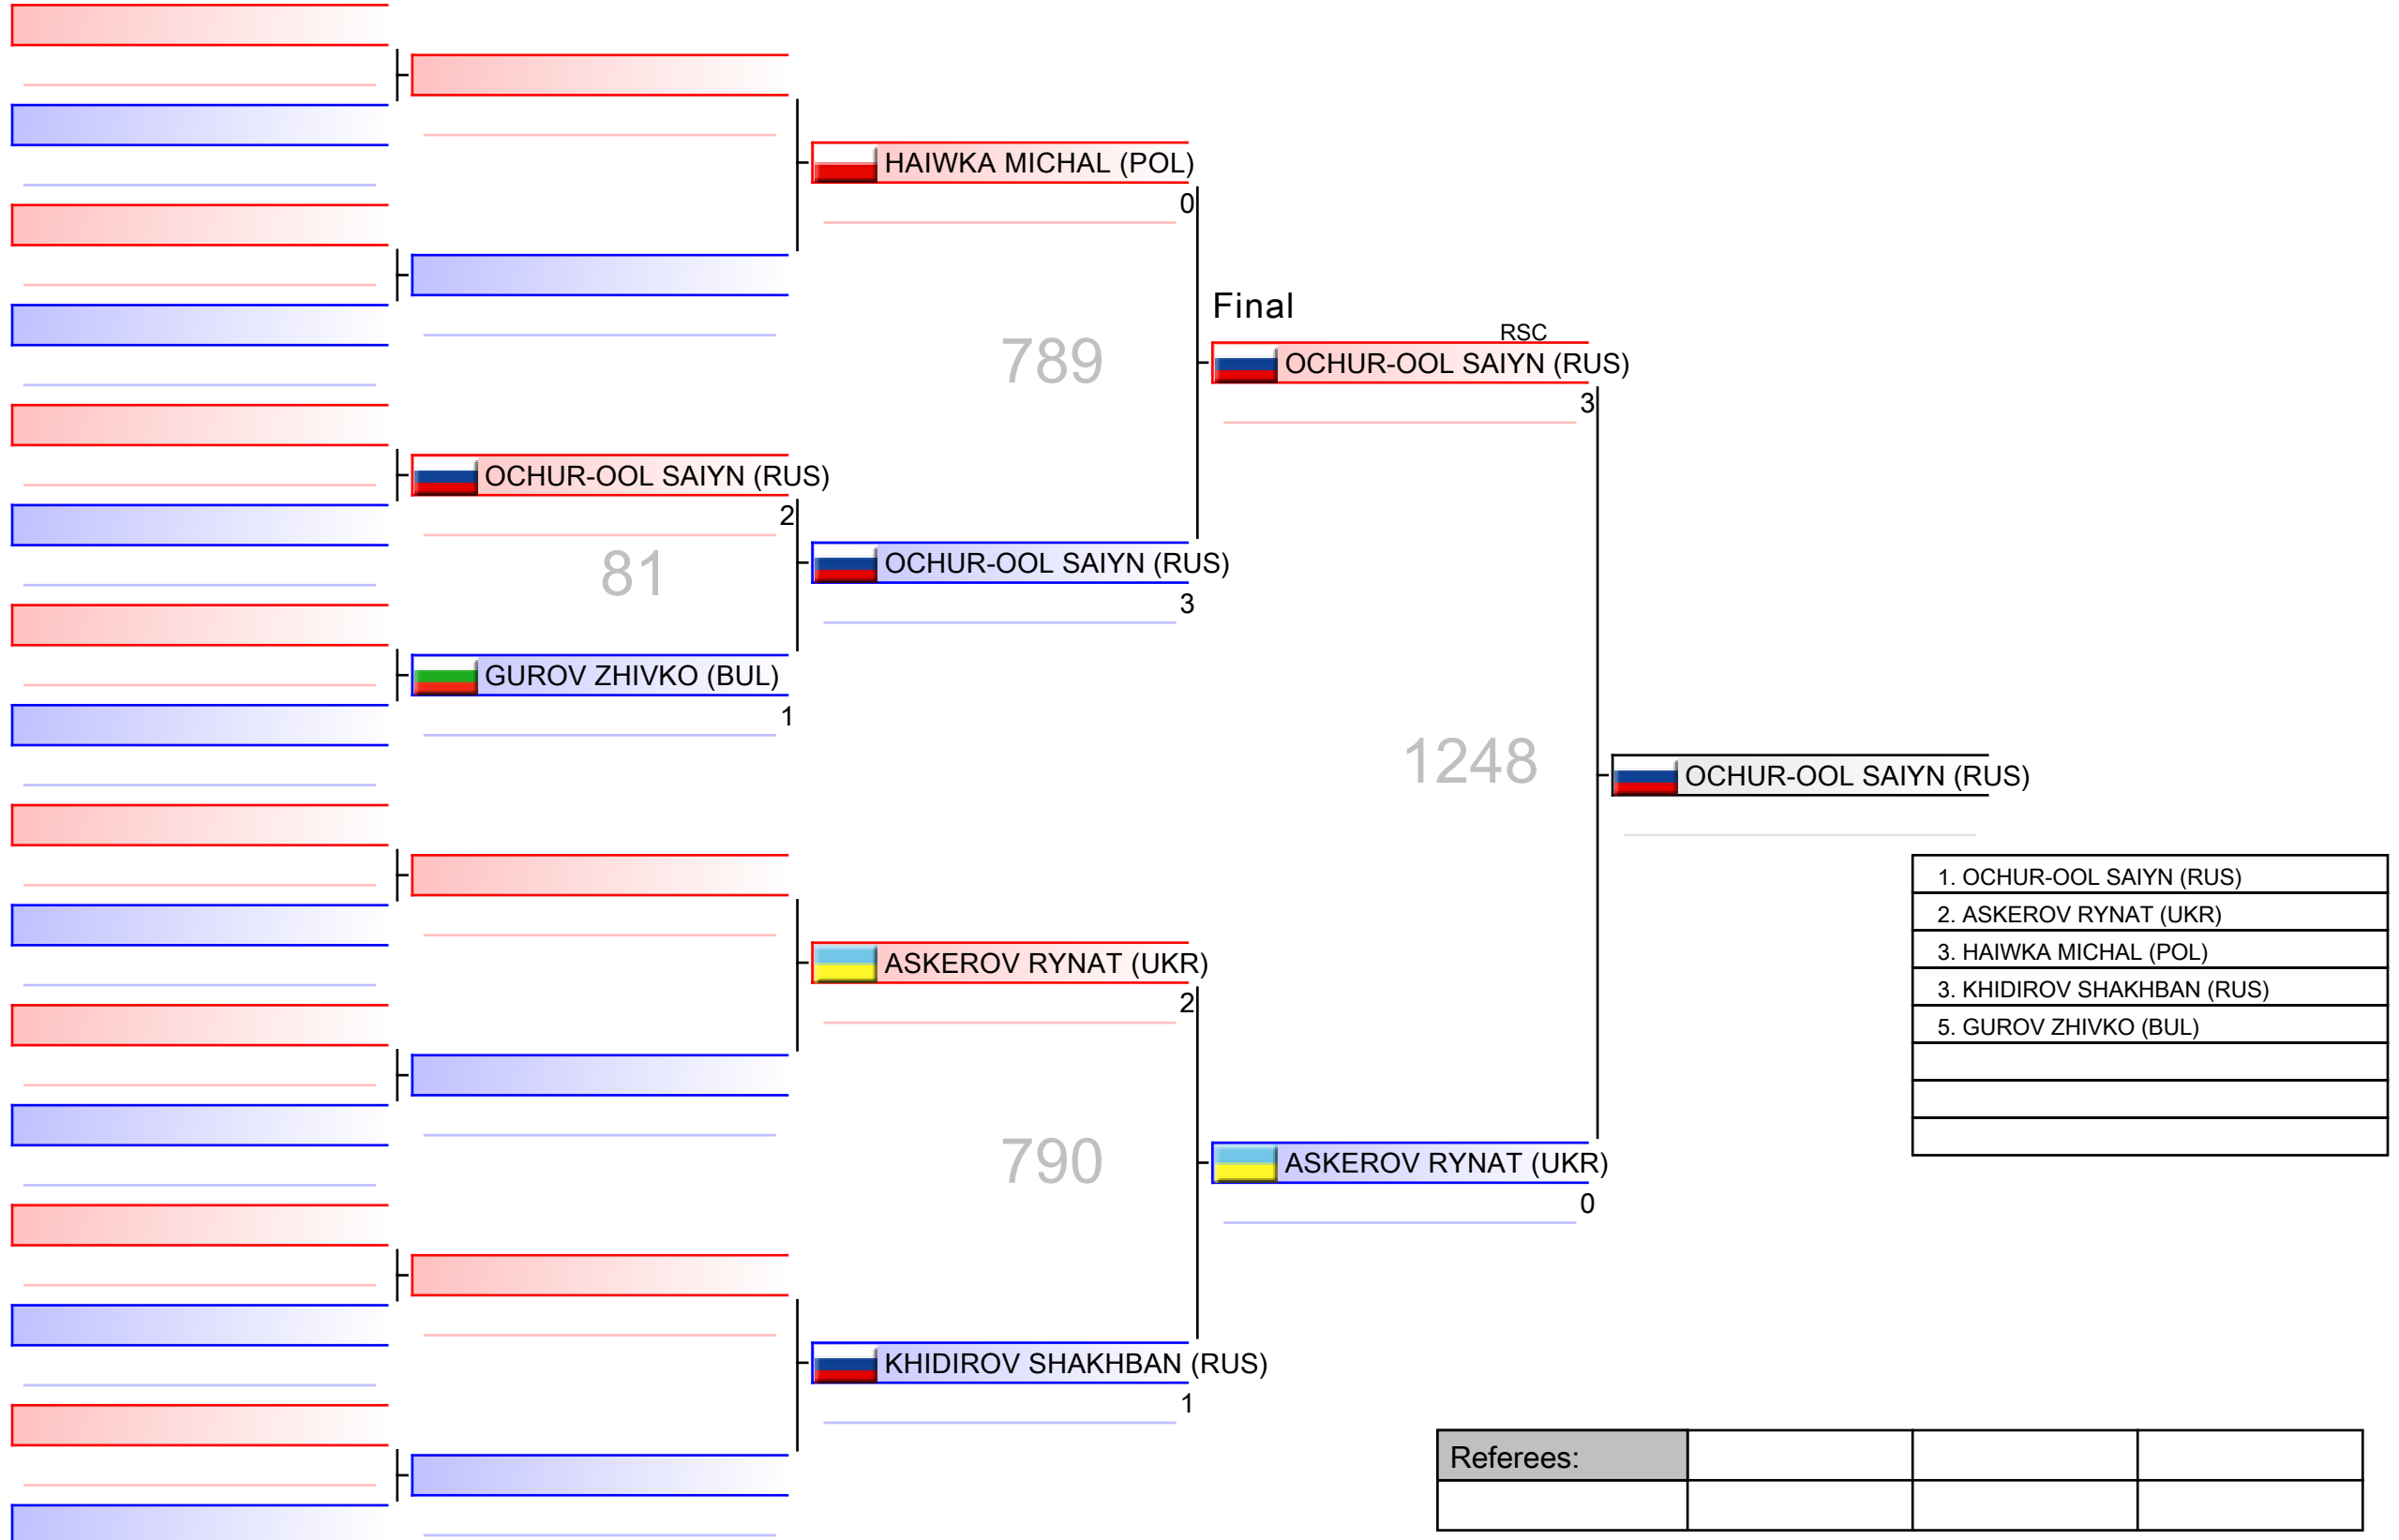 HAIWKA MICHAL (POL)
0
Final
789
RSC
OCHUR-OOL SAIYN (RUS)
3
OCHUR-OOL SAIYN (RUS)
2
81
OCHUR-OOL SAIYN (RUS)
3
GUROV ZHIVKO (BUL)
1
1248
OCHUR-OOL SAIYN (RUS)
1. OCHUR-OOL SAIYN (RUS)
2. ASKEROV RYNAT (UKR)
3. HAIWKA MICHAL (POL)
3. KHIDIROV SHAKHBAN (RUS)
5. GUROV ZHIVKO (BUL)
ASKEROV RYNAT (UKR)
2
790
ASKEROV RYNAT (UKR)
0
KHIDIROV SHAKHBAN (RUS)
1
Referees: